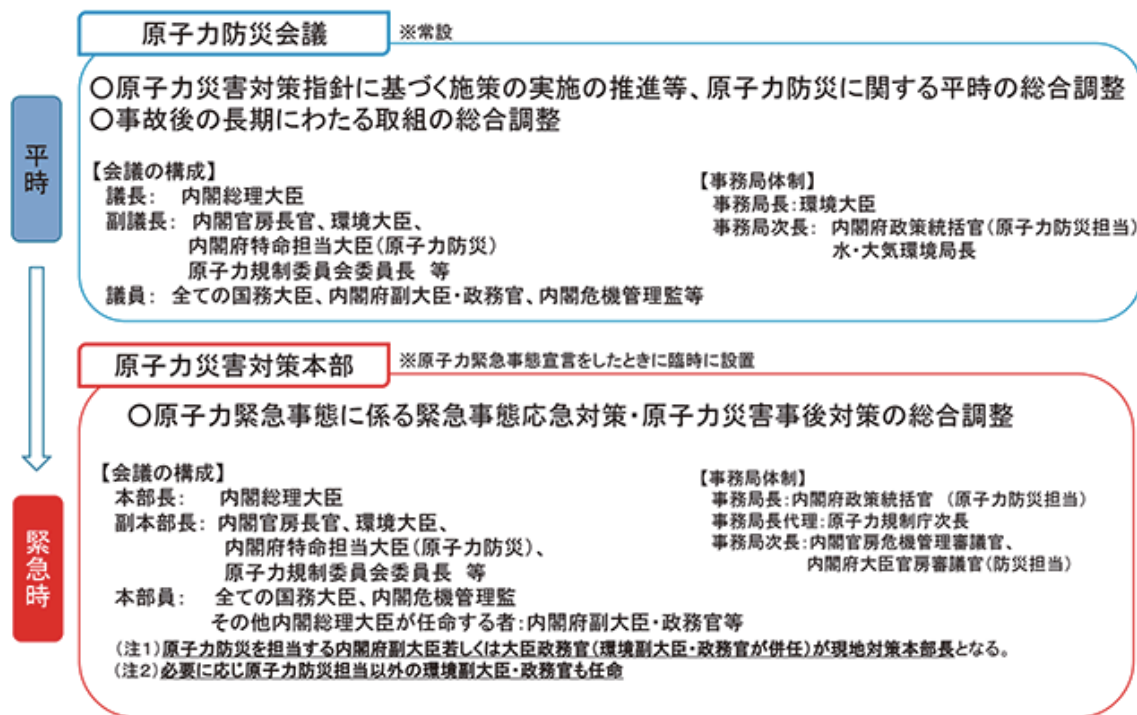 原子力防災会議 ※常設
平時
○原子力災害対策指針に基づく施策の実施の推進等、原子力防災に関する平時の総合調整
○事故後の長期にわたる取組の総合調整
【会議の構成】
議長: 内閣総理大臣
副議長: 内閣官房長官、環境大臣、
内閣府特命担当大臣(原子力防災)
原子力規制委員会委員長 等
議員: 全ての国務大臣、内閣府副大臣・政務官、内閣危機管理監等
【事務局体制】
事務局長:環境大臣
事務局次長: 内閣府政策統括官(原子力防災担当)
水・大気環境局長
原子力災害対策本部 ※原子力緊急事態宣言をしたときに臨時に設置
緊急時
○原子力緊急事態に係る緊急事態応急対策・原子力災害事後対策の総合調整
【会議の構成】
本部長: 内閣総理大臣
副本部長: 内閣官房長官、環境大臣、
内閣府特命担当大臣(原子力防災)、
原子力規制委員会委員長 等
本部員: 全ての国務大臣、内閣危機管理監
その他内閣総理大臣が任命する者:内閣府副大臣・政務官等
【事務局体制】
事務局長:内閣府政策統括官 (原子力防災担当)
事務局長代理:原子力規制庁次長
事務局次長:内閣官房危機管理審議官、
内閣府大臣官房審議官(防災担当)
(注1)原子力防災を担当する内閣府副大臣若しくは大臣政務官(環境副大臣・政務官が併任)が現地対策本部長となる。
(注2)必要に応じ原子力防災担当以外の環境副大臣・政務官も任命